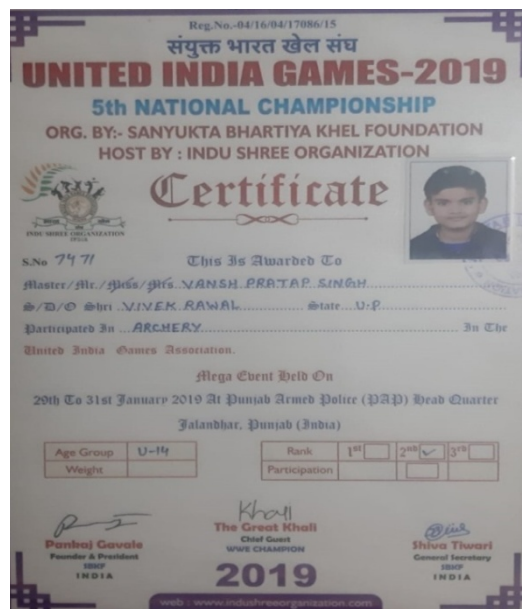 Reg.No.-04/16/04/17086/15
संयुक्त भारत खेल संघ
UNITED INDIA GAMES-2019
5th NATIONAL CHAMPIONSHIP
ORG. BY:- SANYUKTA BHARTIYA KHEL FOUNDATION
HOST BY : INDU SHREE ORGANIZATION
Certificate
INDU SHREE ORGANIZATION
INDIA
S.No 7471 This Is Awarded To
Master/Mr./Miss/Mrs. VANSH PRATAP SINGH
S/D/O Shri. VIVEK RAWAL State U.P
Participated In ARCHERY In The
United India Games Association.
Mega Event Held On
29th To 31st January 2019 At Punjab Armed Police (PAP) Head Quarter
Jalandhar, Punjab (India)
Age Group U-14 Rank 1st 2nd ✓ 3rd
Weight Participation
Khali
Pankaj Gavale The Great Khali Shiva Tiwari
Founder & President Chief Guest General Secretary
SBKF WWE CHAMPION SBKF
INDIA 2019 INDIA
web : www.indushreeorganization.com